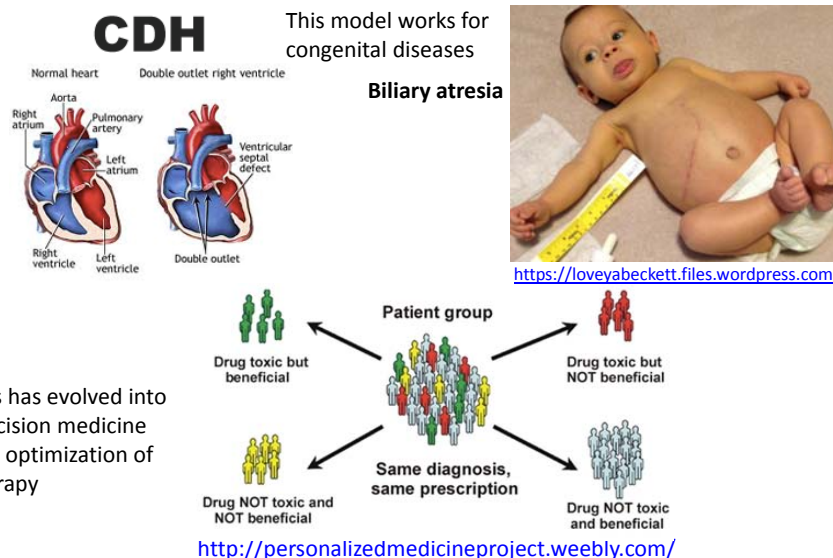 CDH
This model works for
congenital diseases
Biliary atresia
Normal heart
Double outlet right ventricle
Aorta
Right
atrium
Pulmonary
artery
Left
atrium
Right
ventricle
Left
ventricle
Ventricular
septal
defect
Double outlet
https://loveyabeckett.files.wordpress.com
Patient group
Drug toxic but
beneficial
Drug toxic but
NOT beneficial
s has evolved into
cision medicine
optimization of
rapy
Drug NOT toxic and
NOT beneficial
Same diagnosis,
same prescription
Drug NOT toxic
and beneficial
http://personalizedmedicineproject.weebly.com/